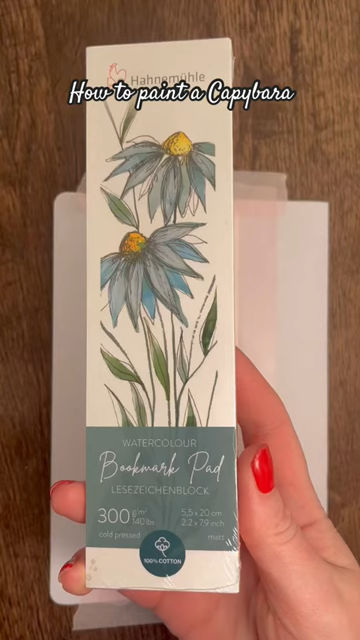 Hahnemühle
How to paint a Capybara
WATERCOLOUR
Bookmark Pad
LESEZEICHENBLOCK
300 g/m² 5,5 x 20 cm
140 lbs 2.2 x 7.9 inch
cold pressed matt
100% COTTON